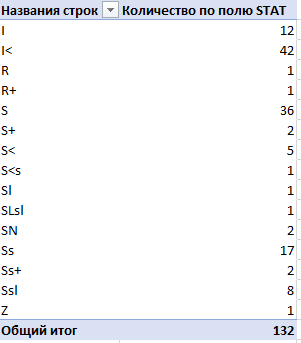 Названия строк Количество по полю STAT
I 12
I< 42
R 1
R+ 1
S 36
S+ 2
S< 5
S<s 1
Sl 1
SLsl 1
SN 2
Ss 17
Ss+ 2
Ssl 8
Z 1
Общий итог 132